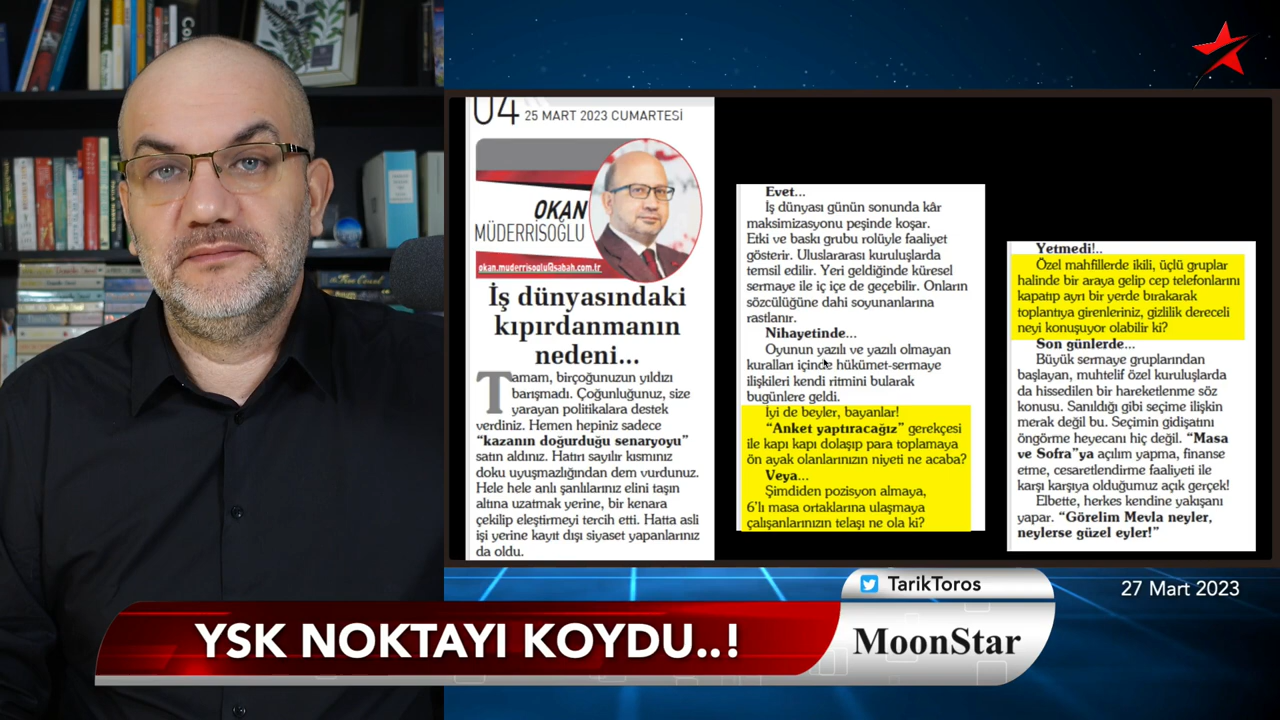 04 25 MART 2023 CUMARTESİ
OKAN
MÜDERRİSOĞLU
okan.muderrisoglu@sabah.com.tr
İş dünyasındaki
kıpırdanmanın
nedeni...
Tamam, birçoğunuzun yıldızı
barışmadı. Çoğunluğunuz, size
yarayan politikalara destek
verdiniz. Hemen hepiniz sadece
“kazanın doğurduğu senaryoyu”
satın aldınız. Hatırı sayılır kısmınız
doku uyuşmazlığından dem vurdunuz.
Hele hele anlı şanlılarınız elini taşın
altına uzatmak yerine, bir kenara
çekilip eleştirmeyi tercih etti. Hatta asli
işi yerine kayıt dışı siyaset yapanlarınız
da oldu.
Evet...
İş dünyası günün sonunda kâr
maksimizasyonu peşinde koşar.
Etki ve baskı grubu rolüyle faaliyet
gösterir. Uluslararası kuruluşlarda
temsil edilir. Yeri geldiğinde küresel
sermaye ile iç içe de geçebilir. Onların
sözcülüğüne dahi soyunanlarına
rastlanır.
Nihayetinde...
Oyunun yazılı ve yazılı olmayan
kuralları içinde hükümet-sermaye
ilişkileri kendi ritmini bularak
bugünlere geldi.
İyi de beyler, bayanlar!
“Anket yaptıracağız” gerekçesi
ile kapı kapı dolaşıp para toplamaya
ön ayak olanlarınızın niyeti ne acaba?
Veya...
Şimdiden pozisyon almaya,
6’lı masa ortaklarına ulaşmaya
çalışanlarınızın telaşı ne ola ki?
Yetmedi!..
Özel mahfillerde ikili, üçlü gruplar
halinde bir araya gelip cep telefonlarını
kapatıp ayrı bir yerde bırakarak
toplantıya girenleriniz, gizlilik dereceli
neyi konuşuyor olabilir ki?
Son günlerde...
Büyük sermaye gruplarından
başlayan, muhtelif özel kuruluşlarda
da hissedilen bir hareketlenme söz
konusu. Sanıldığı gibi seçime ilişkin
merak değil bu. Seçimin gidişatını
öngörme heyecanı hiç değil. “Masa
ve Sofra”ya açılım yapma, finanse
etme, cesaretlendirme faaliyeti ile
karşı karşıya olduğumuz açık gerçek!
Elbette, herkes kendine yakışanı
yapar. “Görelim Mevla neyler,
neylerse güzel eyler!”
TarikToros
27 Mart 2023
YSK NOKTAYI KOYDU..!
MoonStar